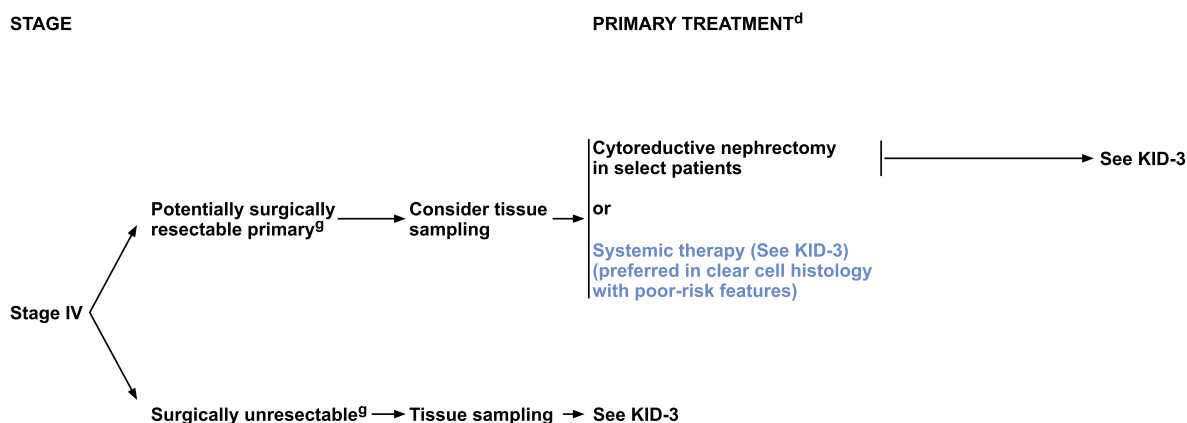 STAGE
PRIMARY TREATMENTd
Cytoreductive nephrectomy
in select patients
See KID-3
Potentially surgically
resectable primaryg
Consider tissue
sampling
or
Systemic therapy (See KID-3)
(preferred in clear cell histology
with poor-risk features)
Stage IV
Surgically unresectableg
Tissue sampling
See KID-3